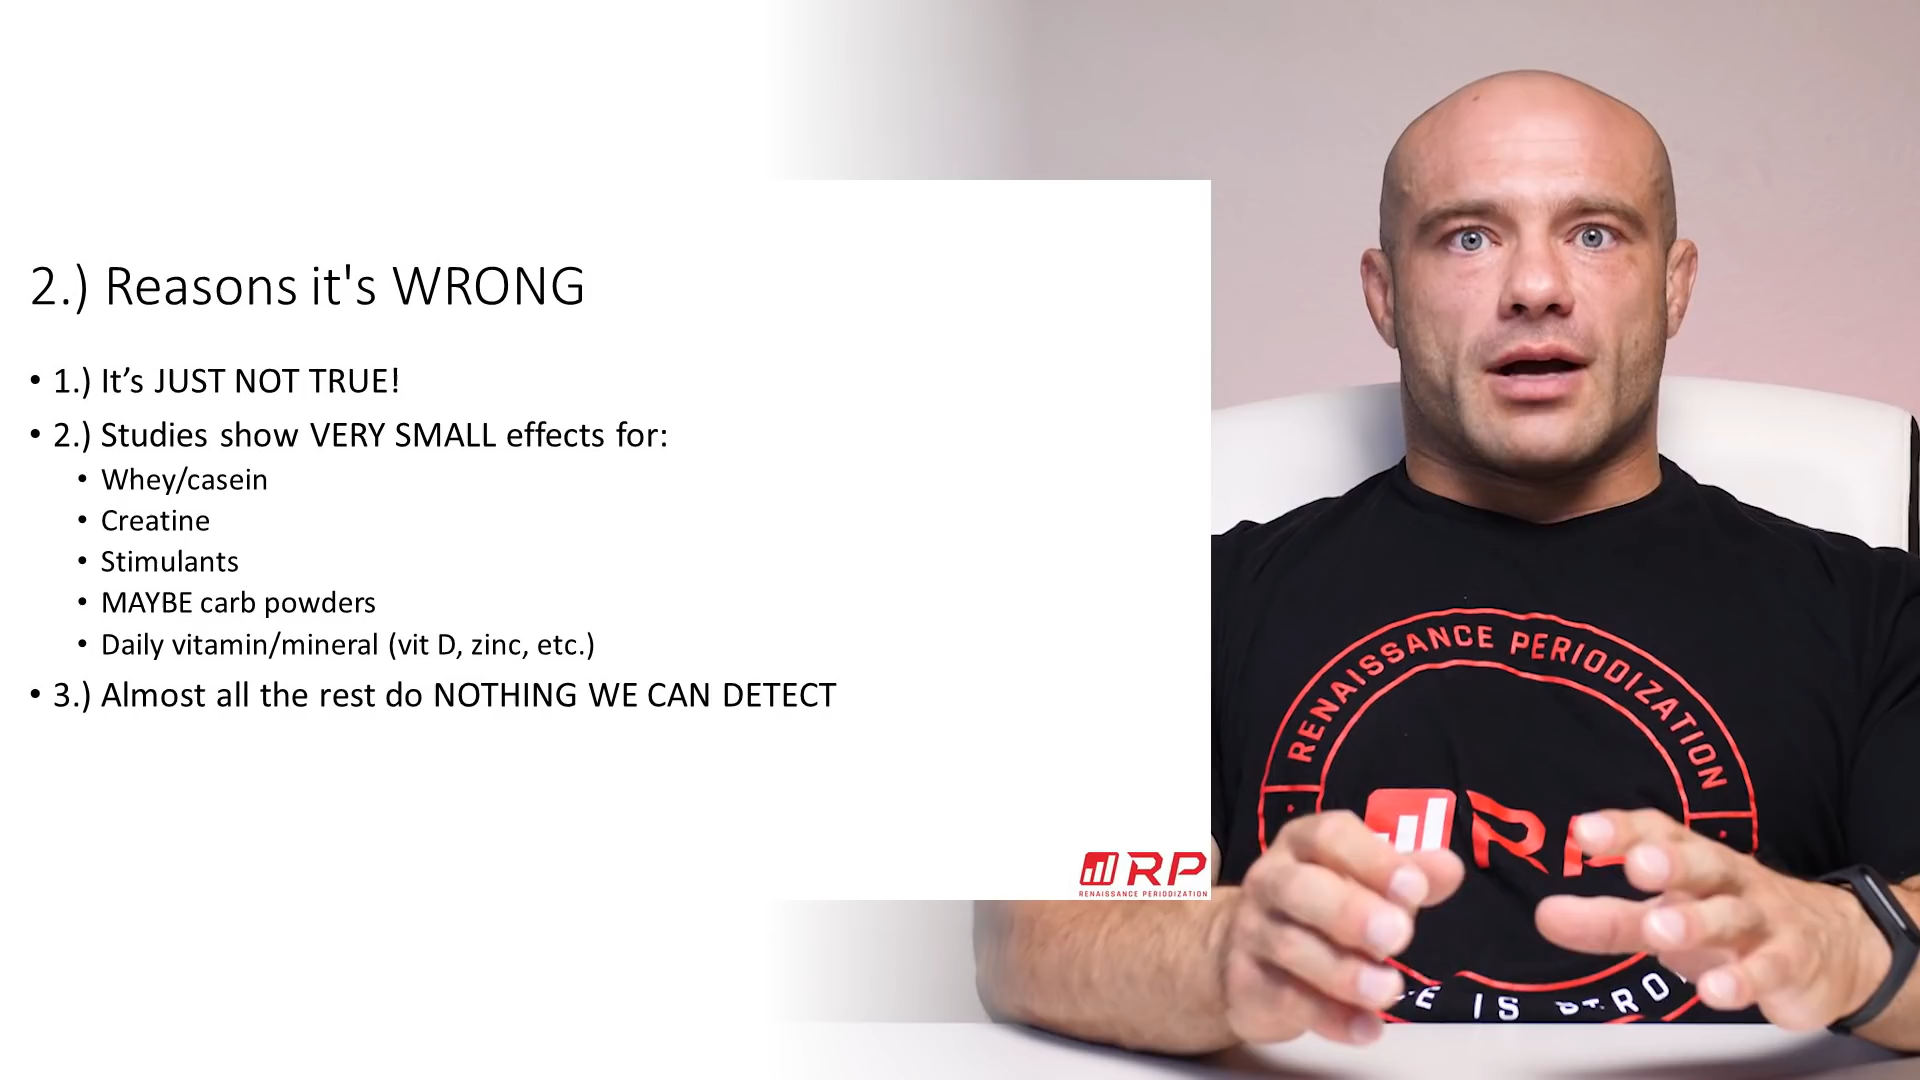 2.) Reasons it's WRONG
• 1.) It’s JUST NOT TRUE!
• 2.) Studies show VERY SMALL effects for:
• Whey/casein
• Creatine
• Stimulants
• MAYBE carb powders
• Daily vitamin/mineral (vit D, zinc, etc.)
• 3.) Almost all the rest do NOTHING WE CAN DETECT
RP
RENAISSANCE PERIODIZATION
RENAISSANCE PERIODIZATION
RP
IS